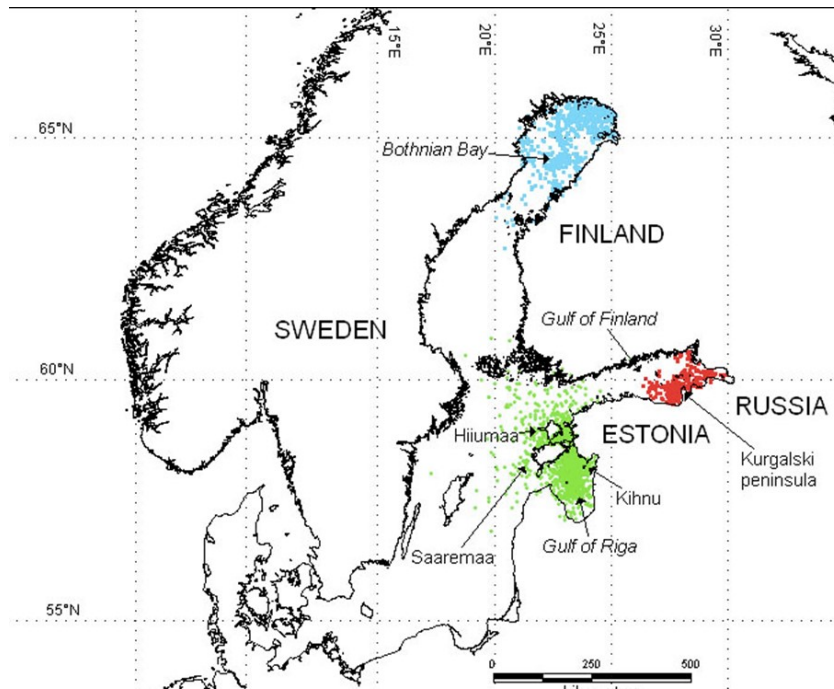 15°E
20°E
25°E
30°E
65°N
Bothnian Bay
FINLAND
SWEDEN
Gulf of Finland
60°N
RUSSIA
Hiiumaa
ESTONIA
Kurgalski
peninsula
Kihnu
Saaremaa
Gulf of Riga
55°N
0 250 500